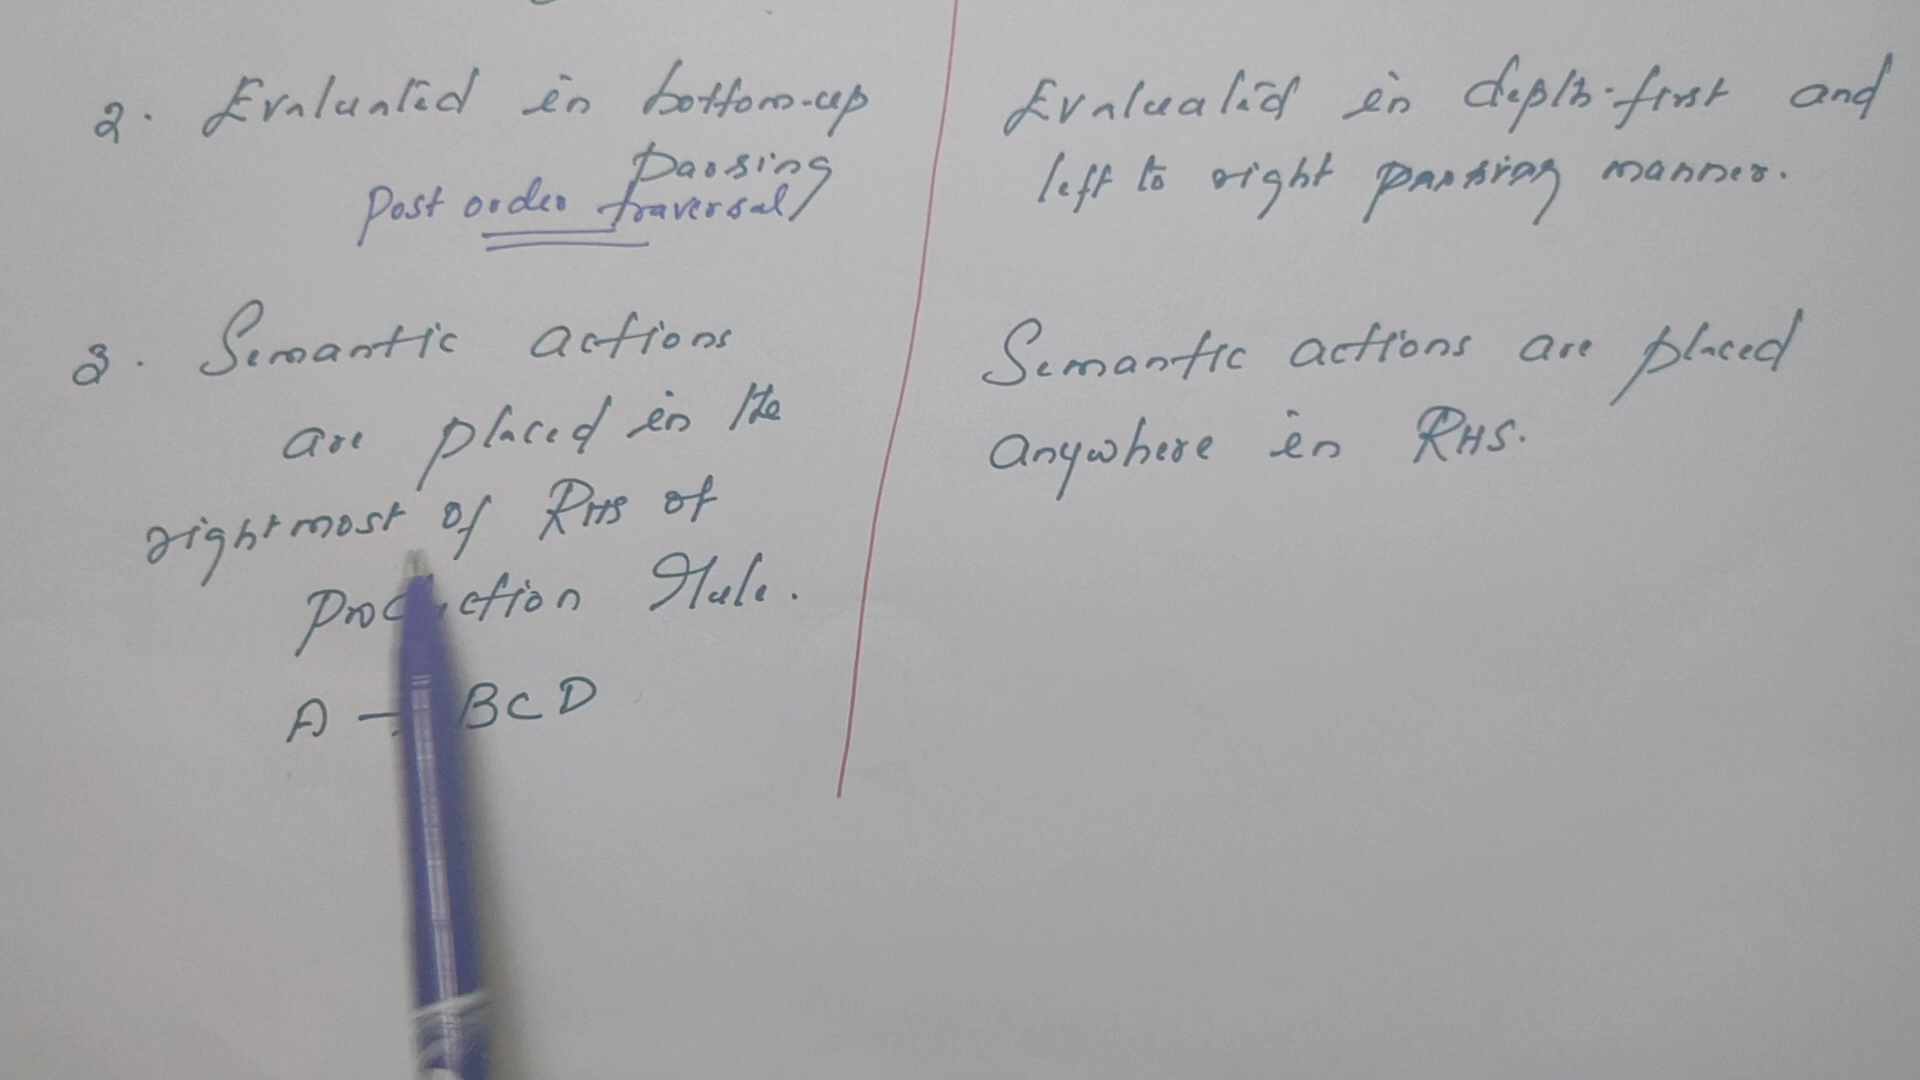 2. Evaluated in bottom-up
parsing
Post order traversal
3. Semantic actions
are placed in the
rightmost of RHS of
Production Rule.
A → BCD
Evaluated in depth-first and
left to right parsing manner.
Semantic actions are placed
anywhere in RHS.